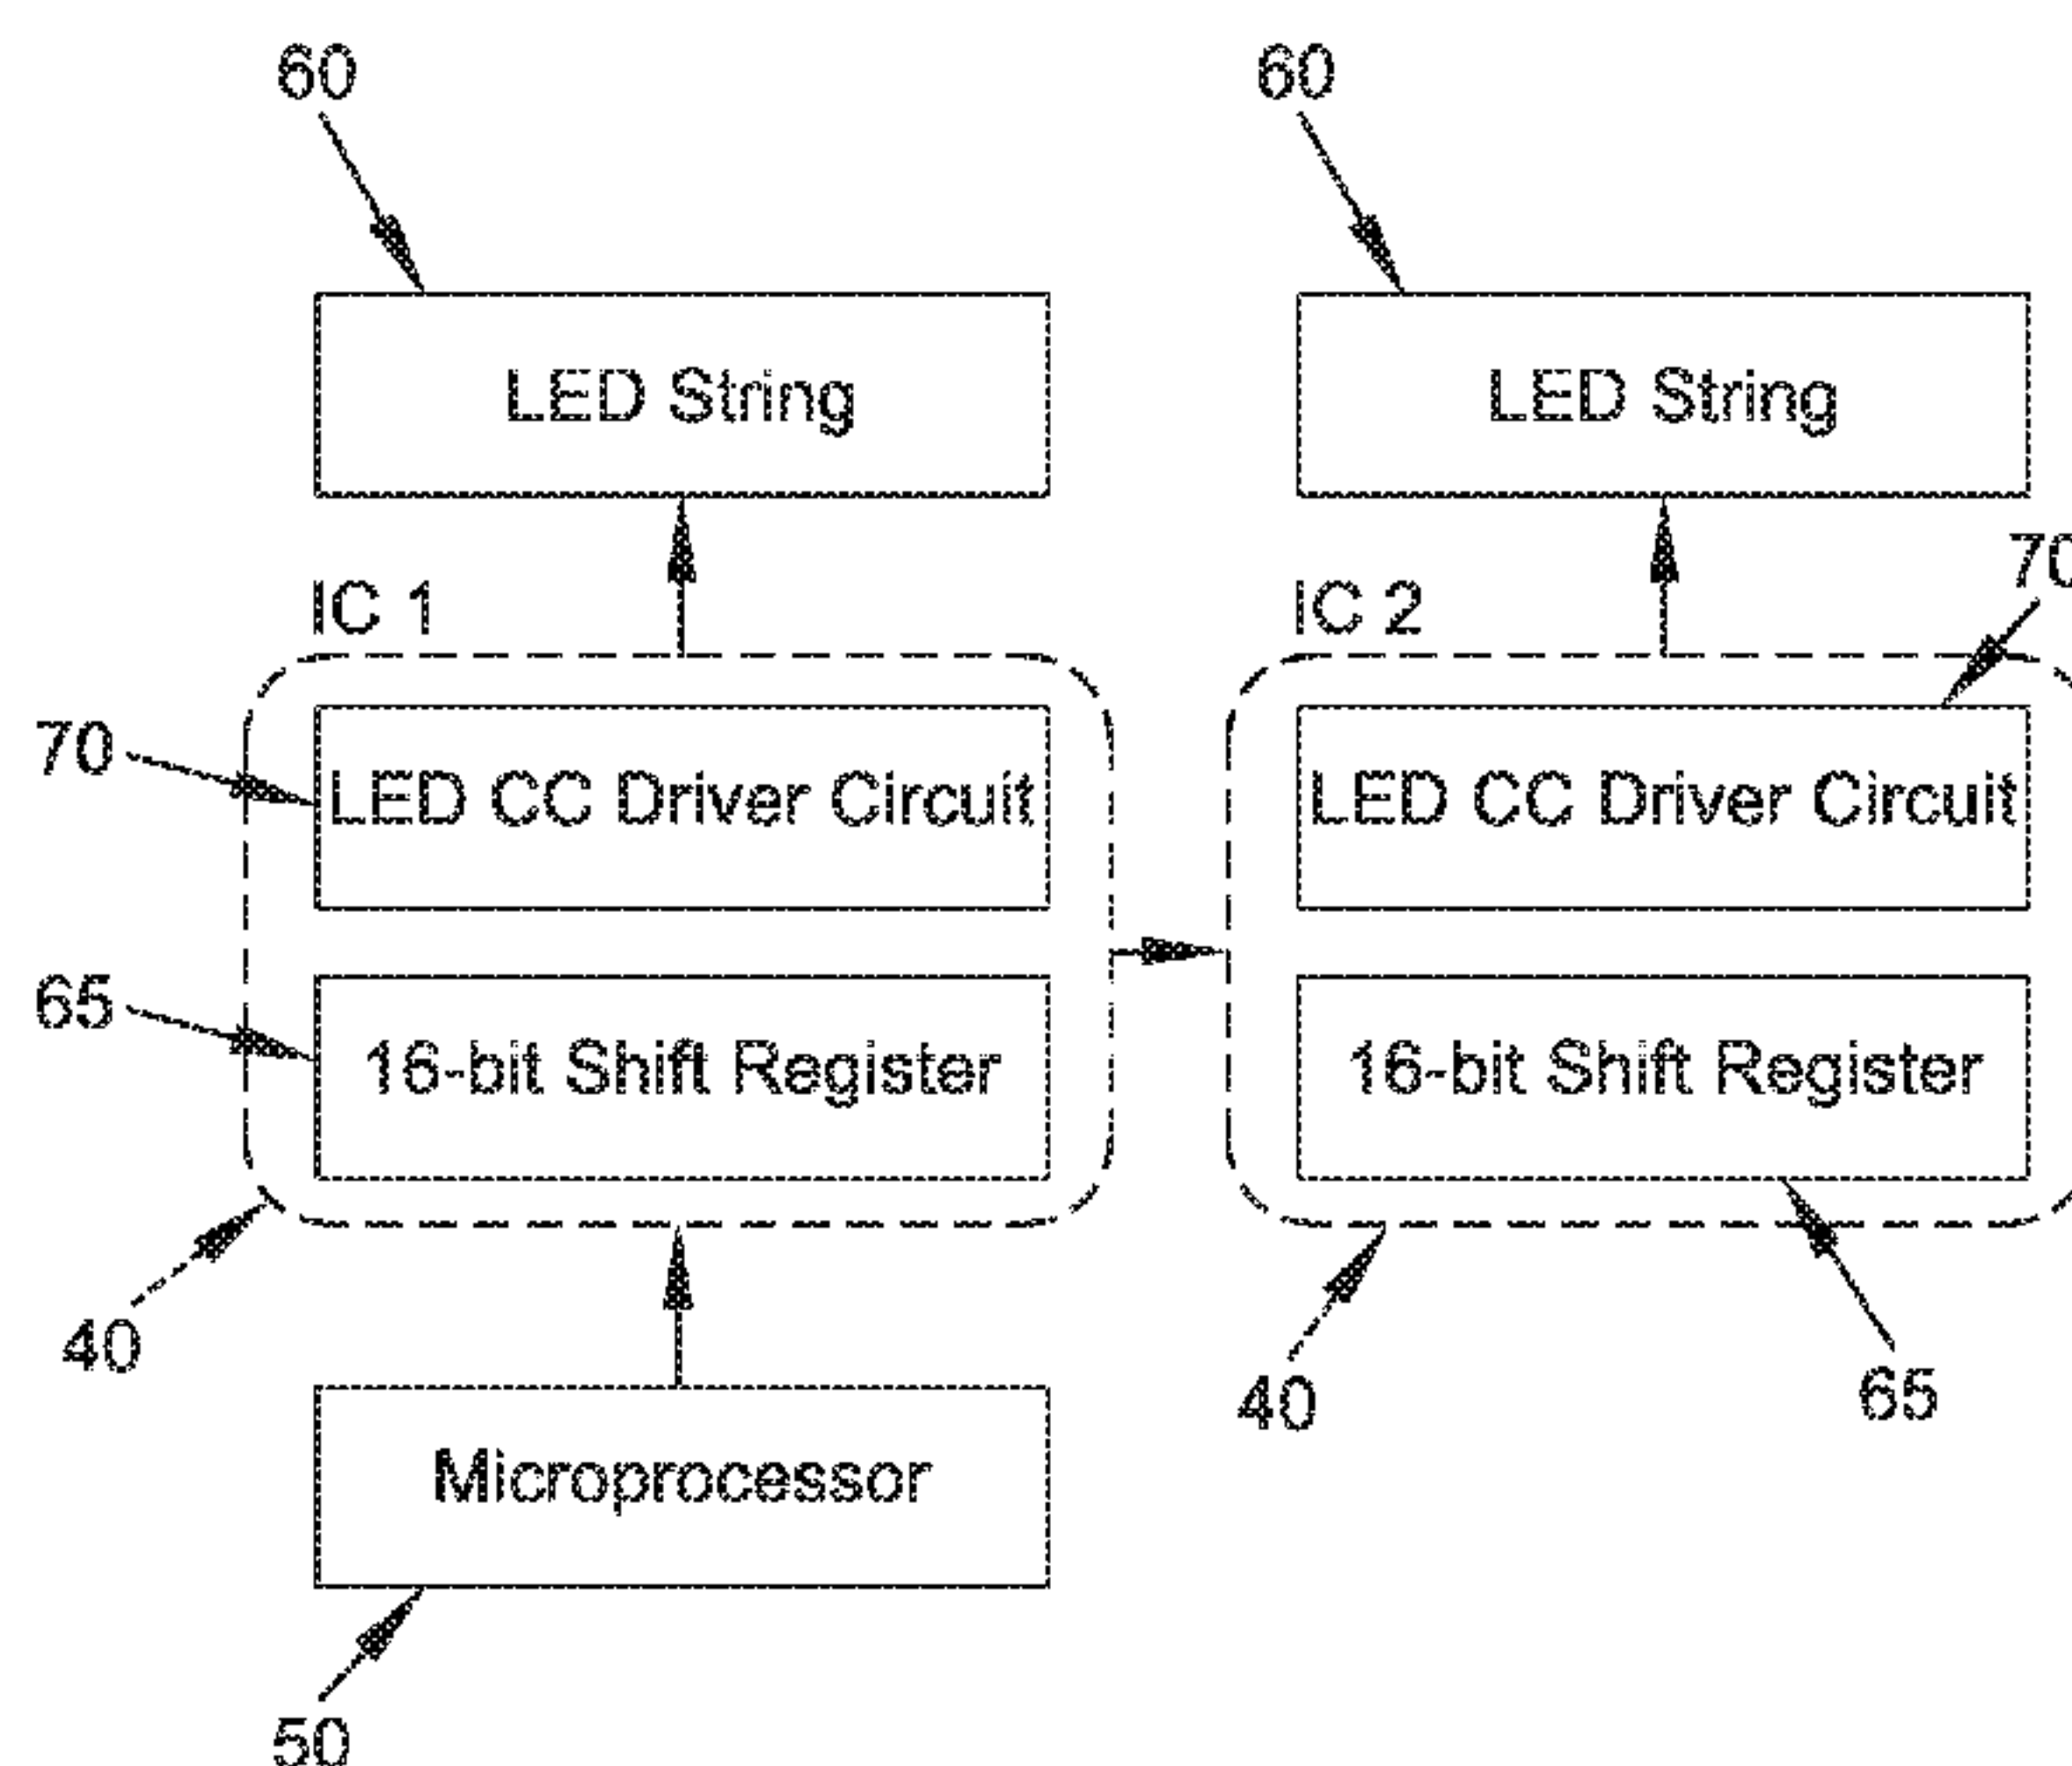 60
60
LED String
LED String
IC 1
IC 2
70
70
LED CC Driver Circuit
LED CC Driver Circuit
65
16-bit Shift Register
16-bit Shift Register
40
40
65
Microprocessor
50